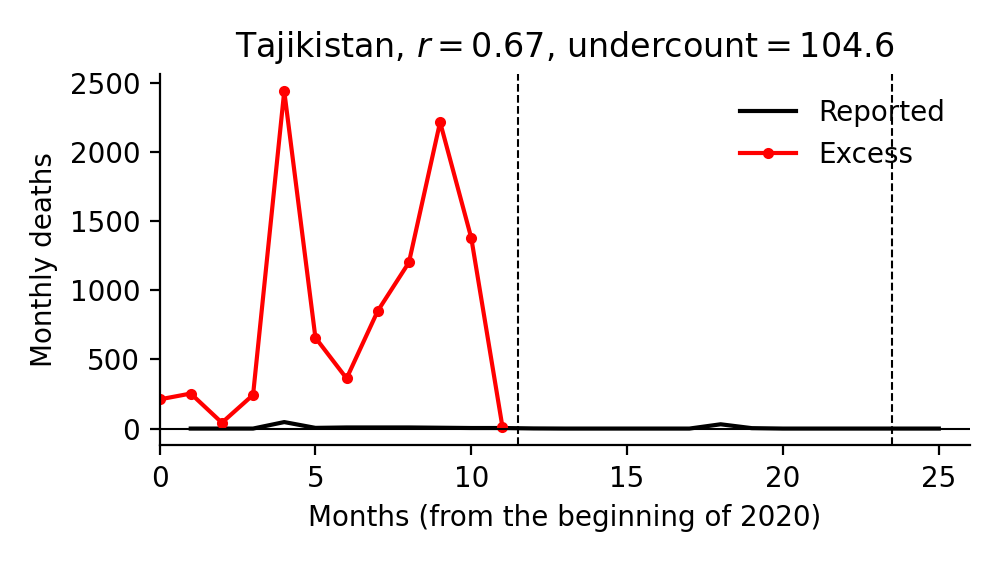 Tajikistan, r = 0.67, undercount = 104.6
Monthly deaths
2500
2000
1500
1000
500
0
Reported
Excess
0 5 10 15 20 25
Months (from the beginning of 2020)